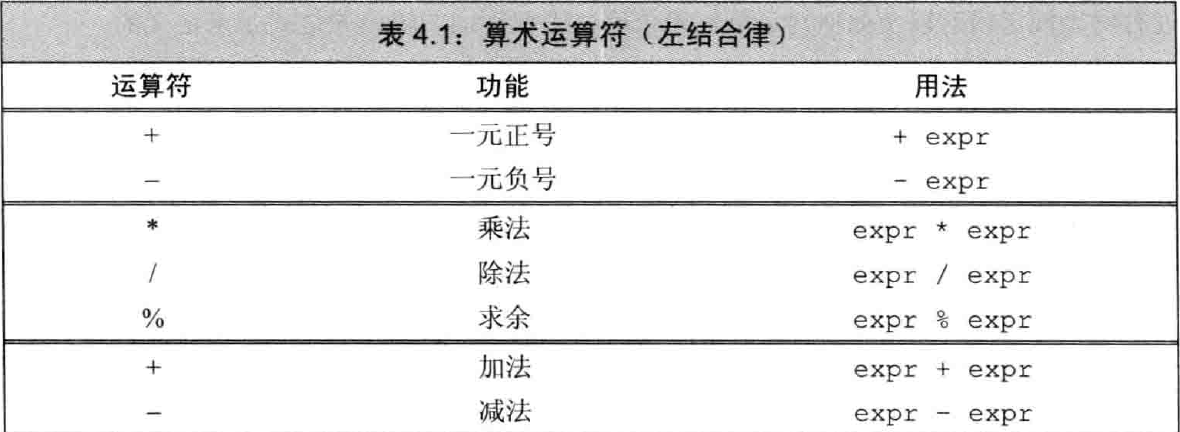 表 4.1：算术运算符（左结合律）
运算符 功能 用法
+ 一元正号 + expr
– 一元负号 - expr
* 乘法 expr * expr
/ 除法 expr / expr
% 求余 expr % expr
+ 加法 expr + expr
– 减法 expr - expr